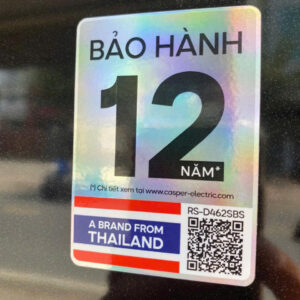 BẢO HÀNH
12
NĂM*
(*) Chi tiết xem tại www.casper-electric.com
RS-D462SBS
A BRAND FROM
THAILAND